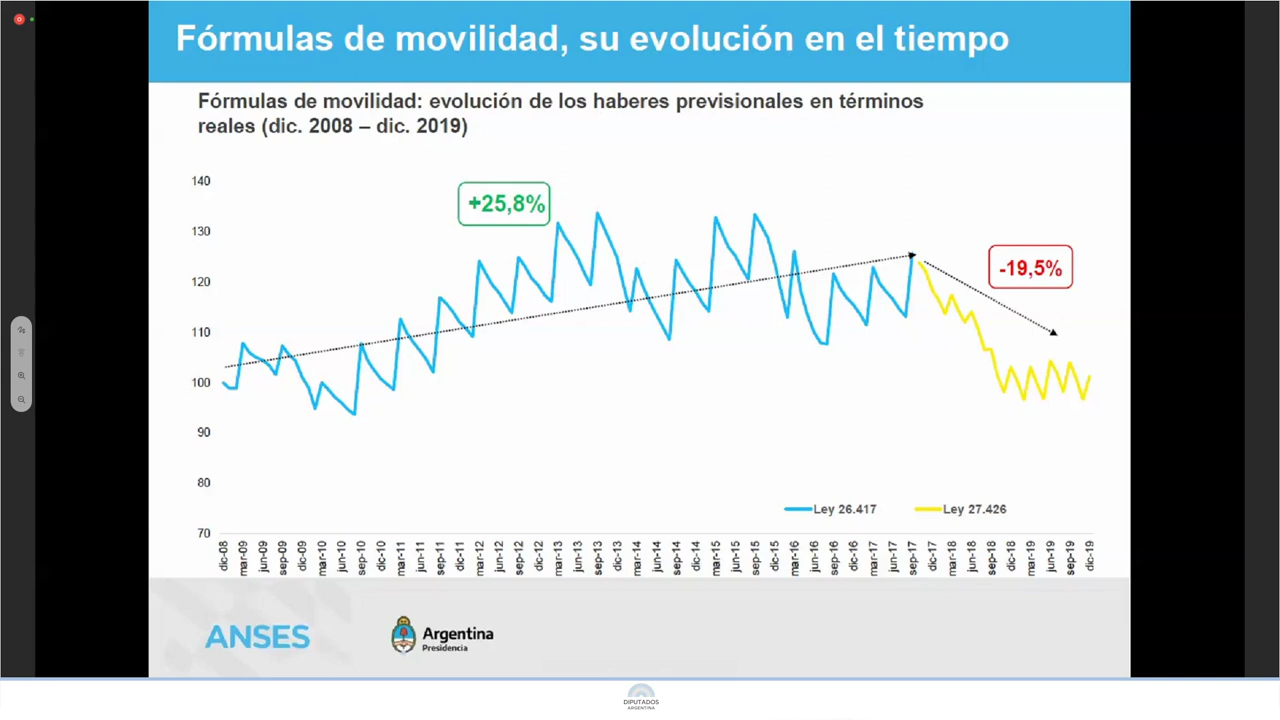 Fórmulas de movilidad, su evolución en el tiempo
Fórmulas de movilidad: evolución de los haberes previsionales en términos
reales (dic. 2008 – dic. 2019)
140
130
120
110
100
90
80
70
+25,8%
-19,5%
Ley 26.417
Ley 27.426
dic-08
mar-09
jun-09
sep-09
dic-09
mar-10
jun-10
sep-10
dic-10
mar-11
jun-11
sep-11
dic-11
mar-12
jun-12
sep-12
dic-12
mar-13
jun-13
sep-13
dic-13
mar-14
jun-14
sep-14
dic-14
mar-15
jun-15
sep-15
dic-15
mar-16
jun-16
sep-16
dic-16
mar-17
jun-17
sep-17
dic-17
mar-18
jun-18
sep-18
dic-18
mar-19
jun-19
sep-19
dic-19
ANSES
Argentina
Presidencia
DIPUTADOS
ARGENTINA